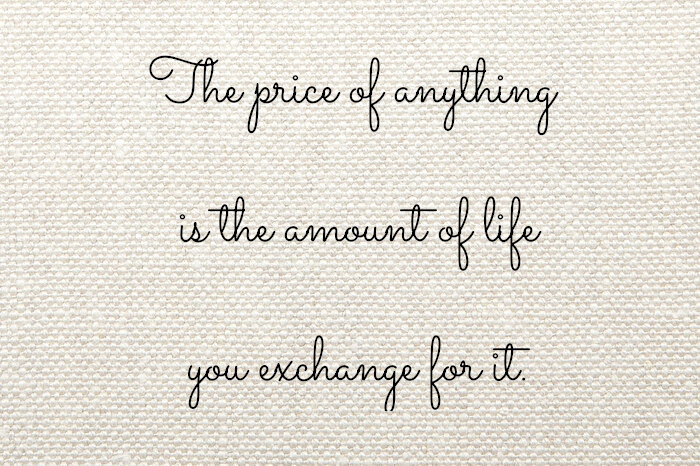 The price of anything
is the amount of life
you exchange for it.